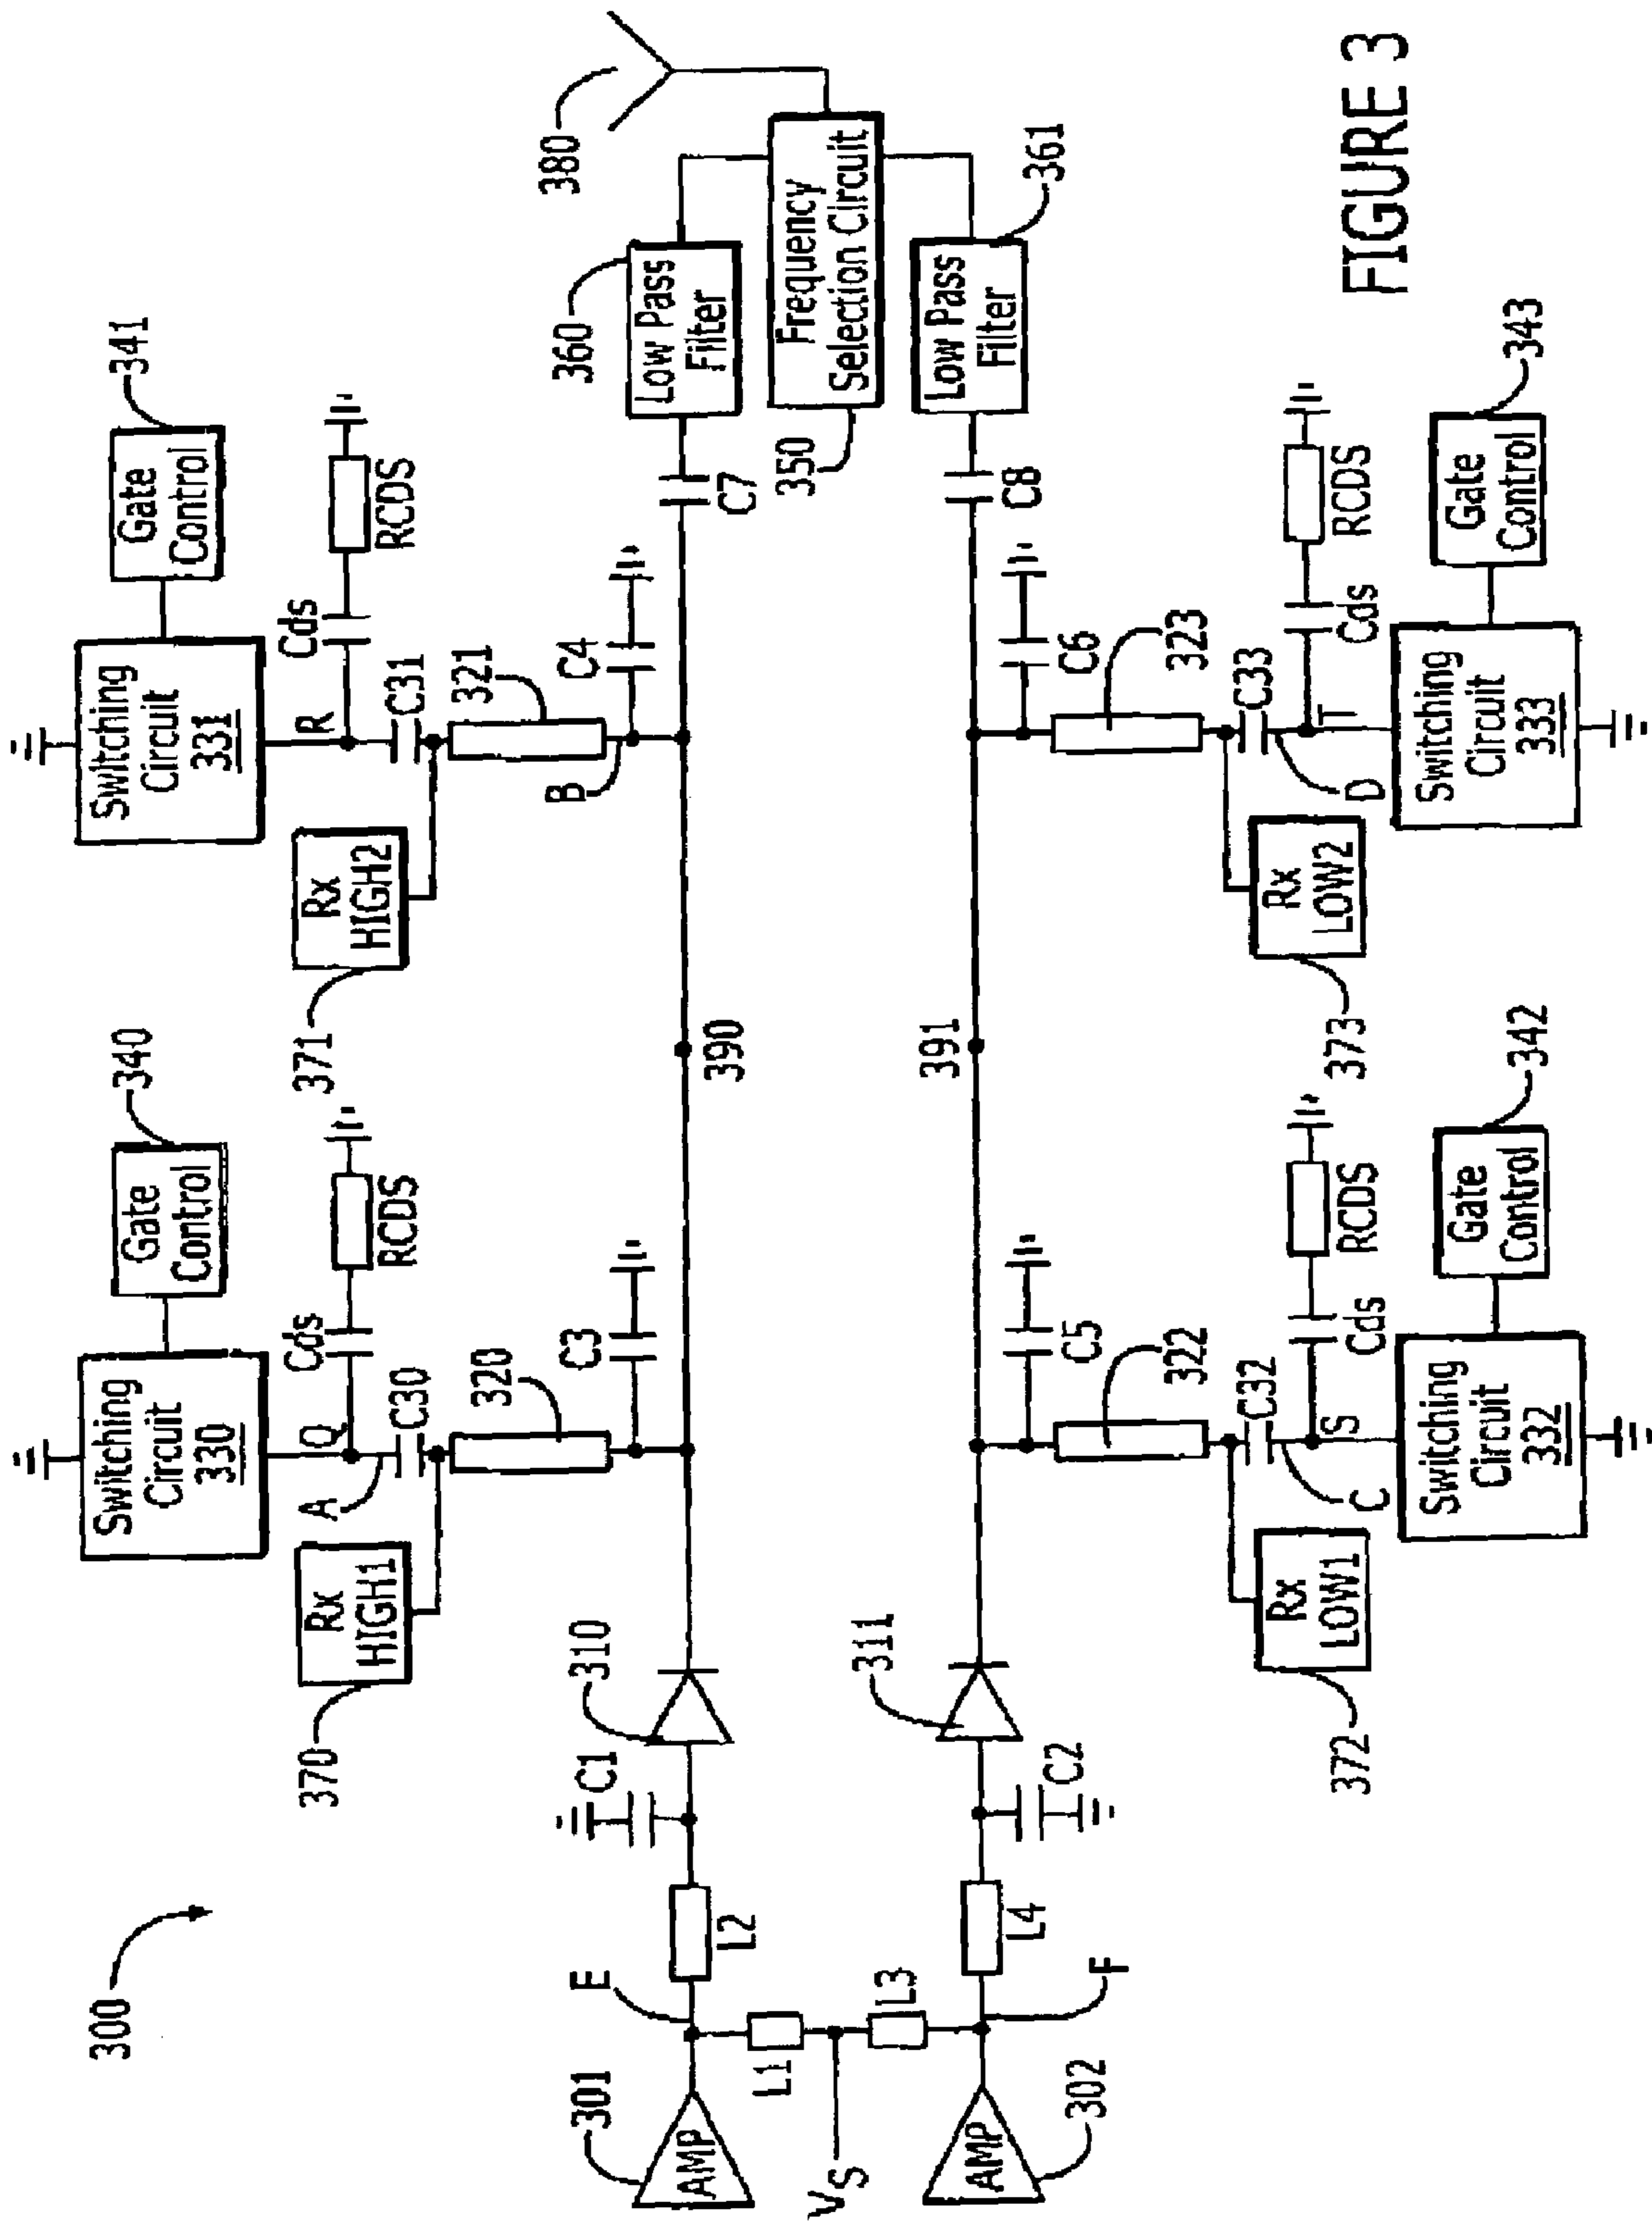 300
341
Gate
Control
340
Gate
Control
Switching
Circuit
331
Switching
Circuit
330
RCDS
Cds
R
RCDS
Cds
Q
Rx
HIGH2
371
Rx
HIGH1
370
C31
321
C4
B
A
C30
320
C3
380
360
Low Pass
Filter
C7
390
310
C1
L2
E
301
AMP
Frequency
Selection Circuit
350
L1
VS
L3
361
Low Pass
Filter
C8
391
311
C2
L4
F
302
AMP
C6
323
C33
D
T
C5
322
C32
C
S
RCDS
Cds
RCDS
Cds
Rx
LOW2
373
Rx
LOW1
372
343
Gate
Control
342
Gate
Control
Switching
Circuit
333
Switching
Circuit
332
FIGURE 3